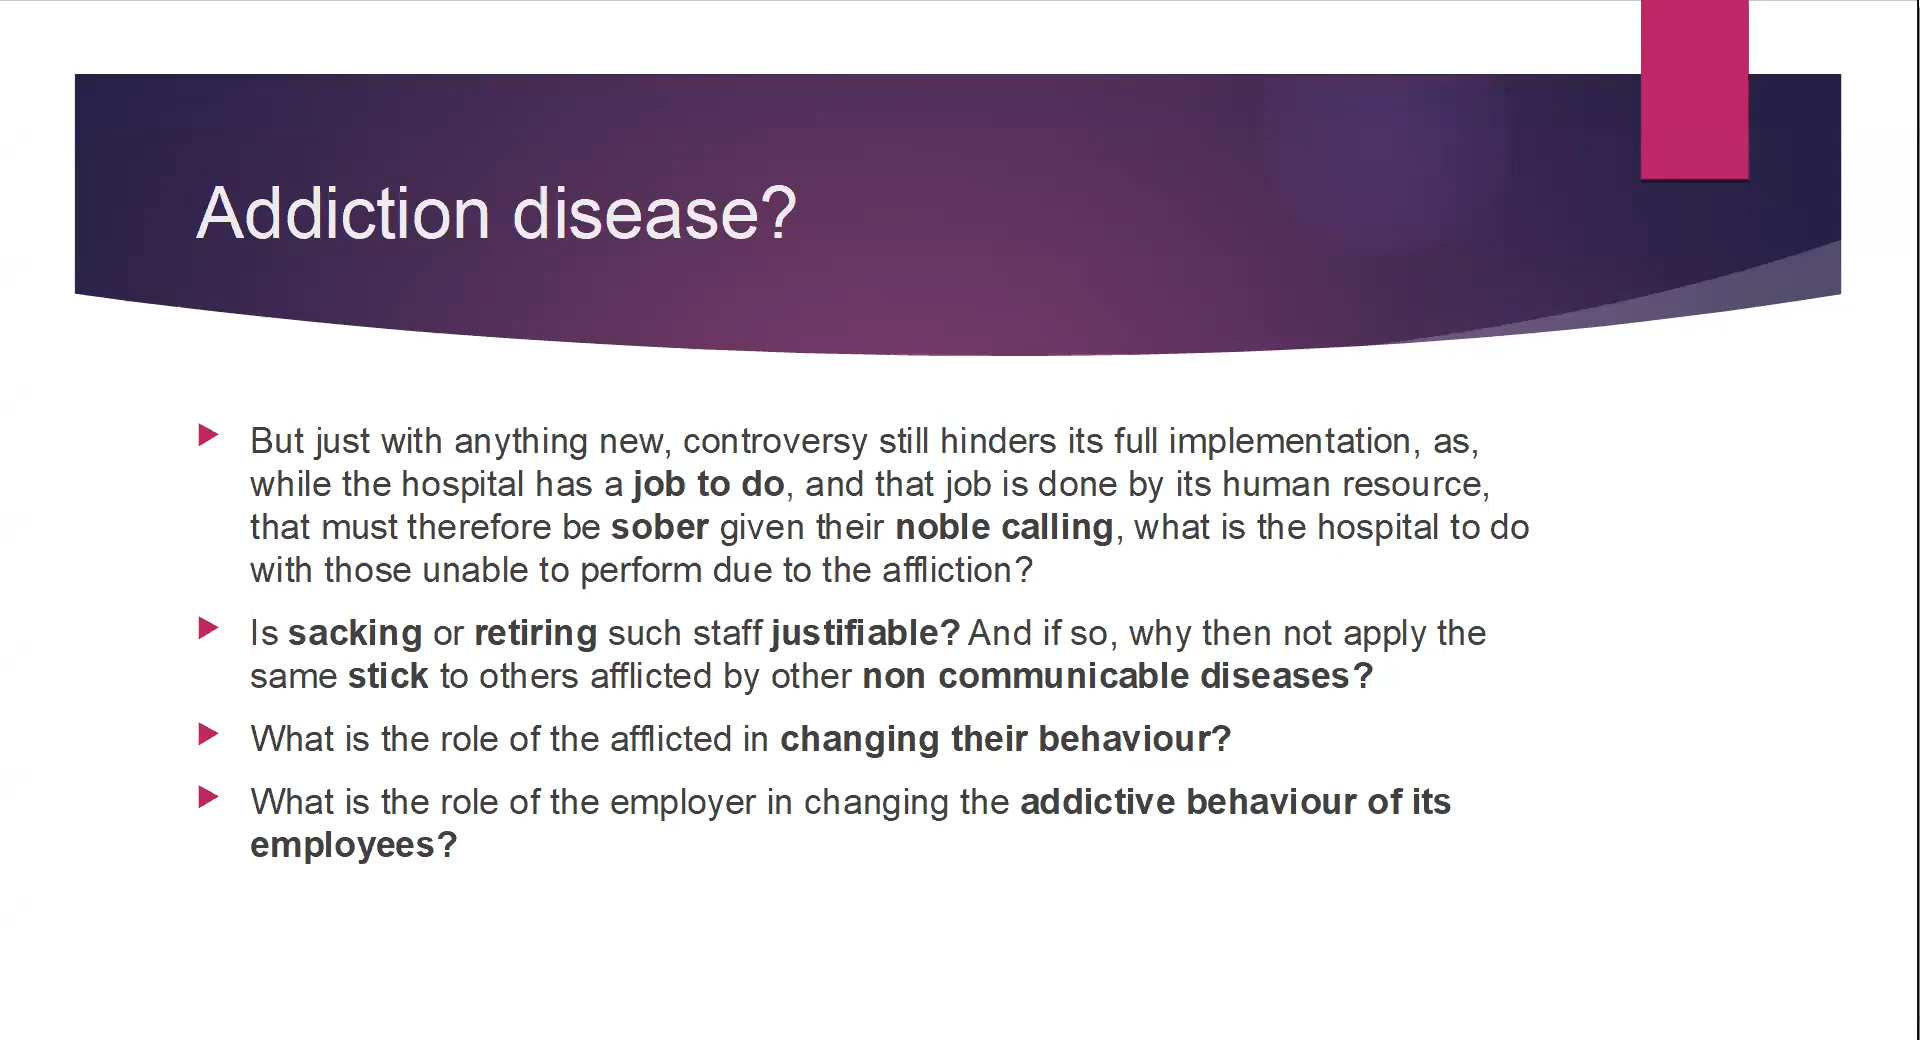 Addiction disease?
But just with anything new, controversy still hinders its full implementation, as,
while the hospital has a job to do, and that job is done by its human resource,
that must therefore be sober given their noble calling, what is the hospital to do
with those unable to perform due to the affliction?
Is sacking or retiring such staff justifiable? And if so, why then not apply the
same stick to others afflicted by other non communicable diseases?
What is the role of the afflicted in changing their behaviour?
What is the role of the employer in changing the addictive behaviour of its
employees?